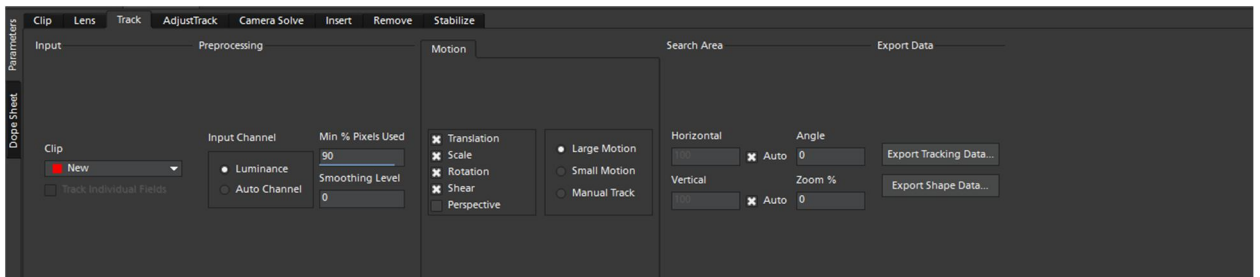 Clip Lens Track AdjustTrack Camera Solve Insert Remove Stabilize
Parameters
Dope Sheet
Input
Clip
New
Track Individual Fields
Preprocessing
Input Channel
Luminance
Auto Channel
Min % Pixels Used
90
Smoothing Level
0
Motion
Translation
Scale
Rotation
Shear
Perspective
Large Motion
Small Motion
Manual Track
Search Area
Horizontal
100 Auto
Vertical
100 Auto
Angle
0
Zoom %
0
Export Data
Export Tracking Data...
Export Shape Data...